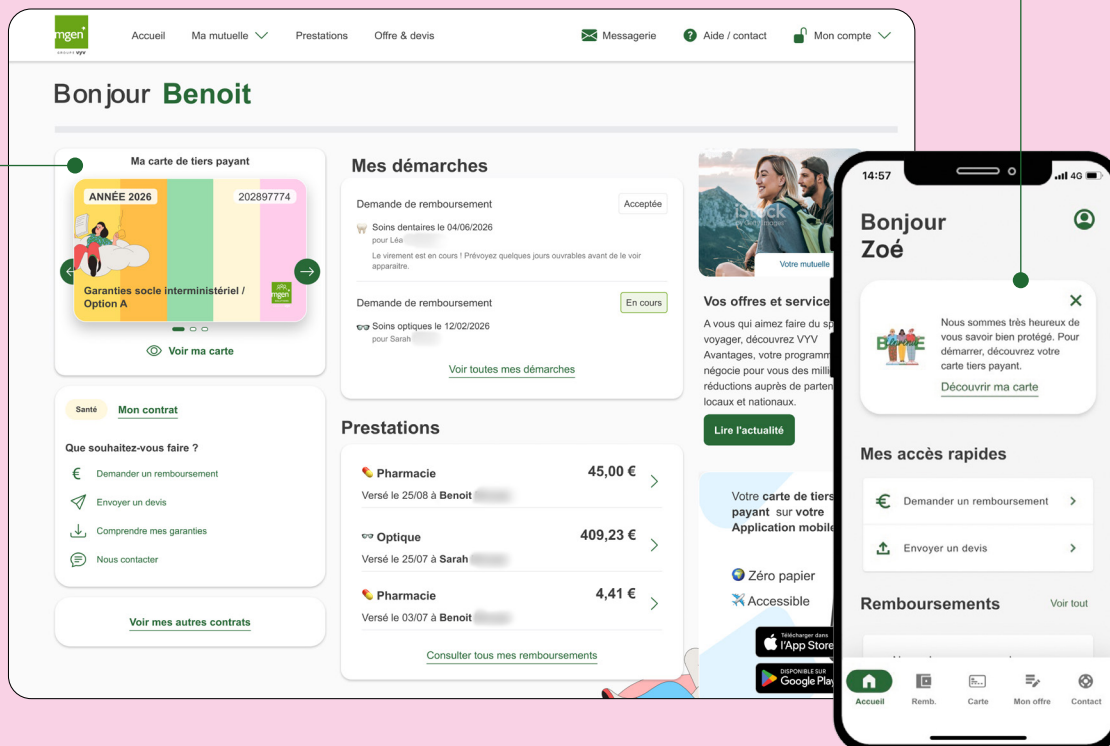 mgen
GROUPE vyv
Accueil
Ma mutuelle
Prestations
Offre & devis
Messagerie
Aide / contact
Mon compte
Bonjour Benoit
Ma carte de tiers payant
ANNÉE 2026
202897774
Garanties socle interministériel /
Option A
mgen
Voir ma carte
Santé
Mon contrat
Que souhaitez-vous faire ?
Demander un remboursement
Envoyer un devis
Comprendre mes garanties
Nous contacter
Voir mes autres contrats
Mes démarches
Demande de remboursement
Acceptée
Soins dentaires le 04/06/2026
pour Léa
Le virement est en cours ! Prévoyez quelques jours ouvrables avant de le voir
apparaitre.
Demande de remboursement
En cours
Soins optiques le 12/02/2026
pour Sarah
Voir toutes mes démarches
Prestations
Pharmacie
45,00 €
Versé le 25/08 à Benoit
Optique
409,23 €
Versé le 25/07 à Sarah
Pharmacie
4,41 €
Versé le 03/07 à Benoit
Consulter tous mes remboursements
iStock
Votre mutuelle
Vos offres et service
A vous qui aimez faire du sp
voyager, découvrez VYV
Avantages, votre programm
négocie pour vous des milli
réductions auprès de parten
locaux et nationaux.
Lire l'actualité
Votre carte de tiers
payant sur votre
Application mobile
Zéro papier
Accessible
Télécharger dans
l'App Store
DISPONIBLE SUR
Google Play
14:57
4G
Bonjour
Zoé
Nous sommes très heureux de
vous savoir bien protégé. Pour
démarrer, découvrez votre
carte tiers payant.
Découvrir ma carte
Mes accès rapides
Demander un remboursement
Envoyer un devis
Remboursements
Voir tout
Accueil
Remb.
Carte
Mon offre
Contact